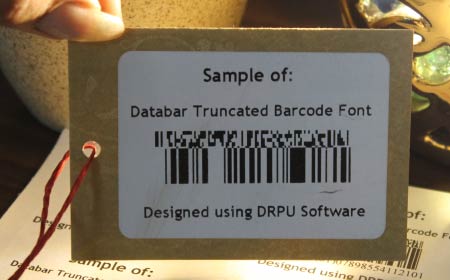 Sample of:
Databar Truncated Barcode Font
Designed using DRPU Software
Sample of:
Databar Truncated